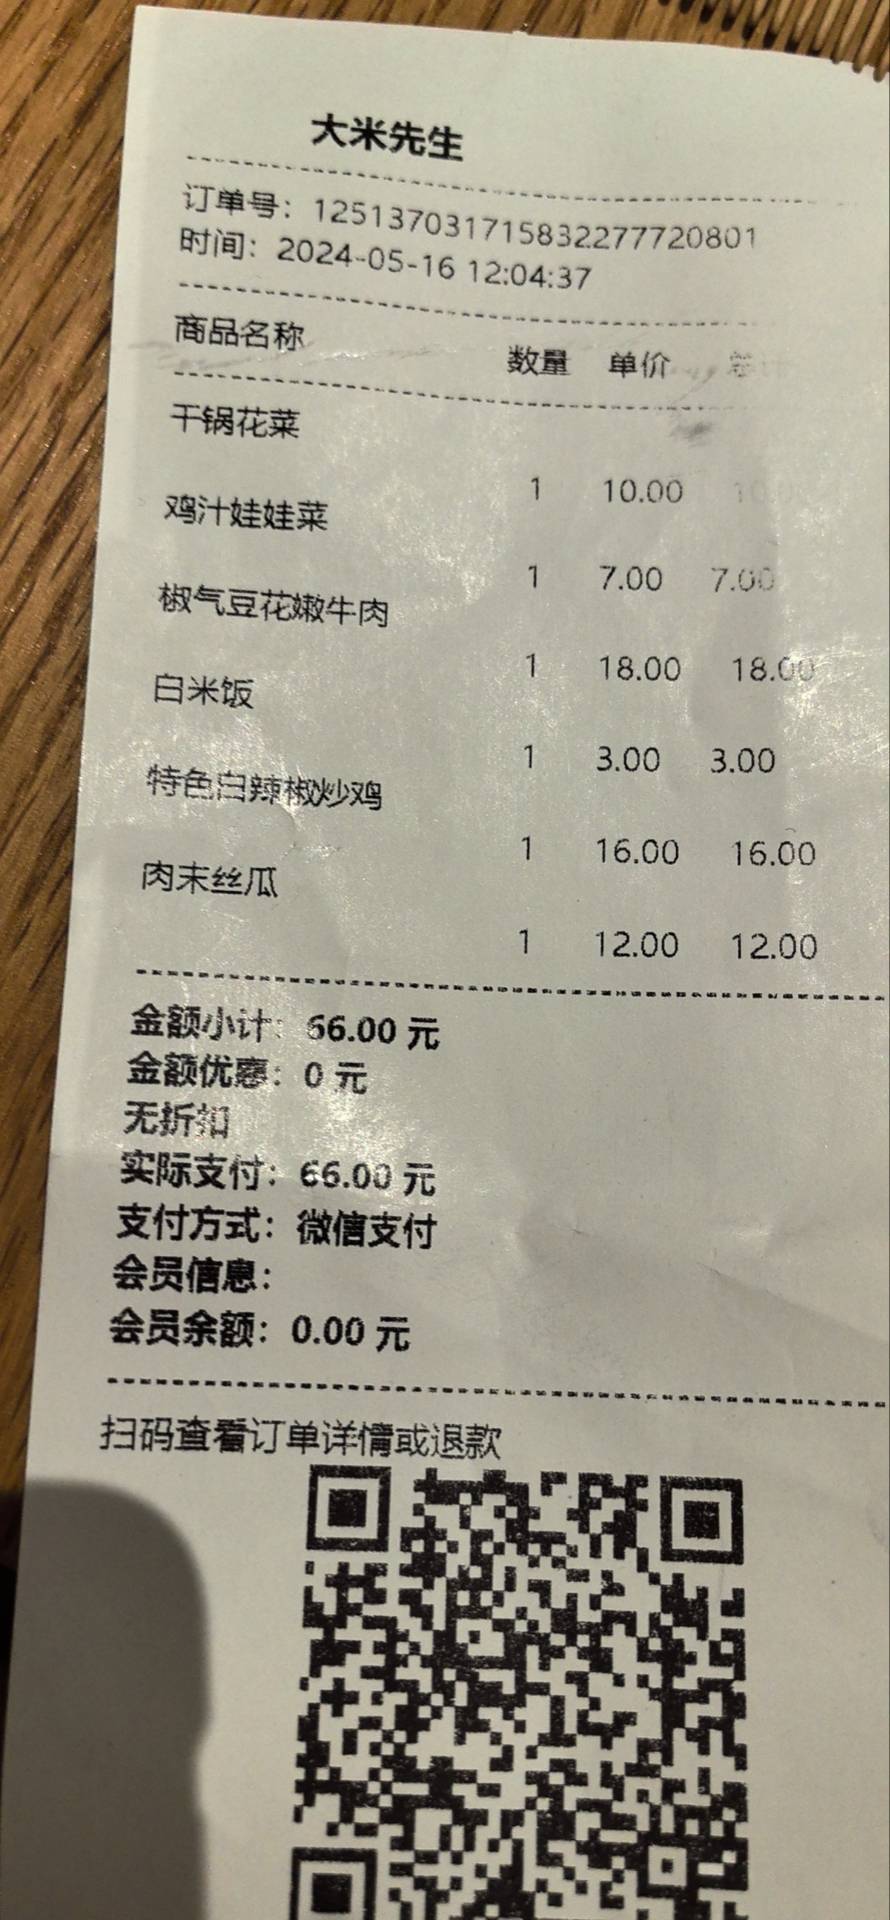 大米先生
订单号：12513703171583227772​0801
时间：2024-05-16 12:04:37
商品名称 数量 单价 总计
干锅花菜
1 10.00 10.00
鸡汁娃娃菜
1 7.00 7.00
椒气豆花嫩牛肉
1 18.00 18.00
白米饭
1 3.00 3.00
特色白辣椒炒鸡
1 16.00 16.00
肉末丝瓜
1 12.00 12.00
金额小计：66.00 元
金额优惠：0 元
无折扣
实际支付：66.00 元
支付方式：微信支付
会员信息：
会员余额：0.00 元
扫码查看订单详情或退款